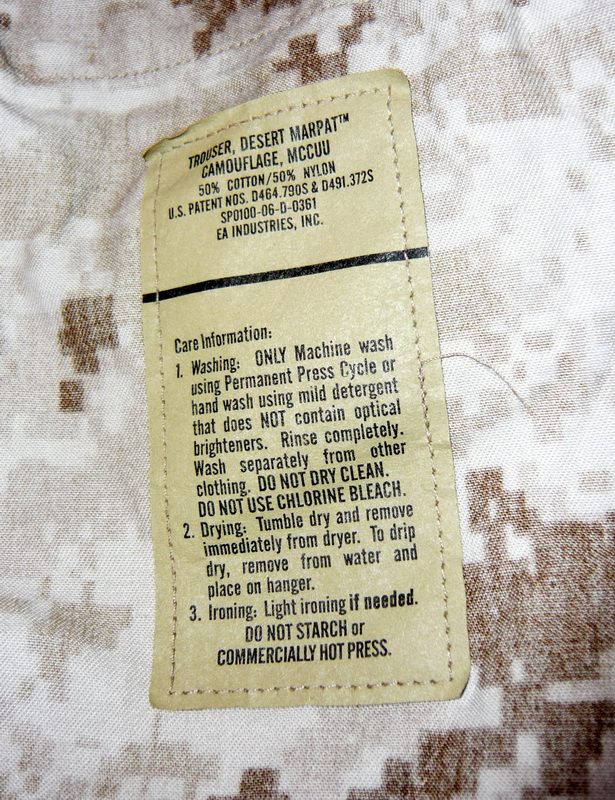 TROUSER, DESERT MARPAT™
CAMOUFLAGE, MCCUU
50% COTTON/50% NYLON
U.S. PATENT NOS. D464.790S & D491.372S
SPO100-06-D-0361
EA INDUSTRIES, INC.
Care Information:
1. Washing: ONLY Machine wash
using Permanent Press Cycle or
hand wash using mild detergent
that does NOT contain optical
brighteners. Rinse completely.
Wash separately from other
clothing. DO NOT DRY CLEAN.
DO NOT USE CHLORINE BLEACH.
2. Drying: Tumble dry and remove
immediately from dryer. To drip
dry, remove from water and
place on hanger.
3. Ironing: Light ironing if needed.
DO NOT STARCH or
COMMERCIALLY HOT PRESS.